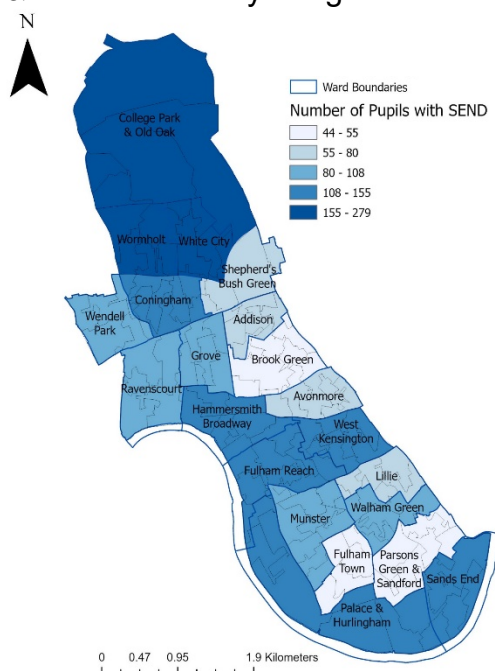 N
Ward Boundaries
Number of Pupils with SEND
44 - 55
55 - 80
80 - 108
108 - 155
155 - 279
College Park
& Old Oak
Wormholt
White City
Shepherd's
Bush Green
Coningham
Wendell
Park
Addison
Grove
Brook Green
Ravenscourt
Avonmore
Hammersmith
Broadway
West
Kensington
Fulham Reach
Lillie
Munster
Walham Green
Fulham
Town
Parsons
Green &
Sandford
Sands End
Palace &
Hurlingham
0 0.47 0.95 1.9 Kilometers